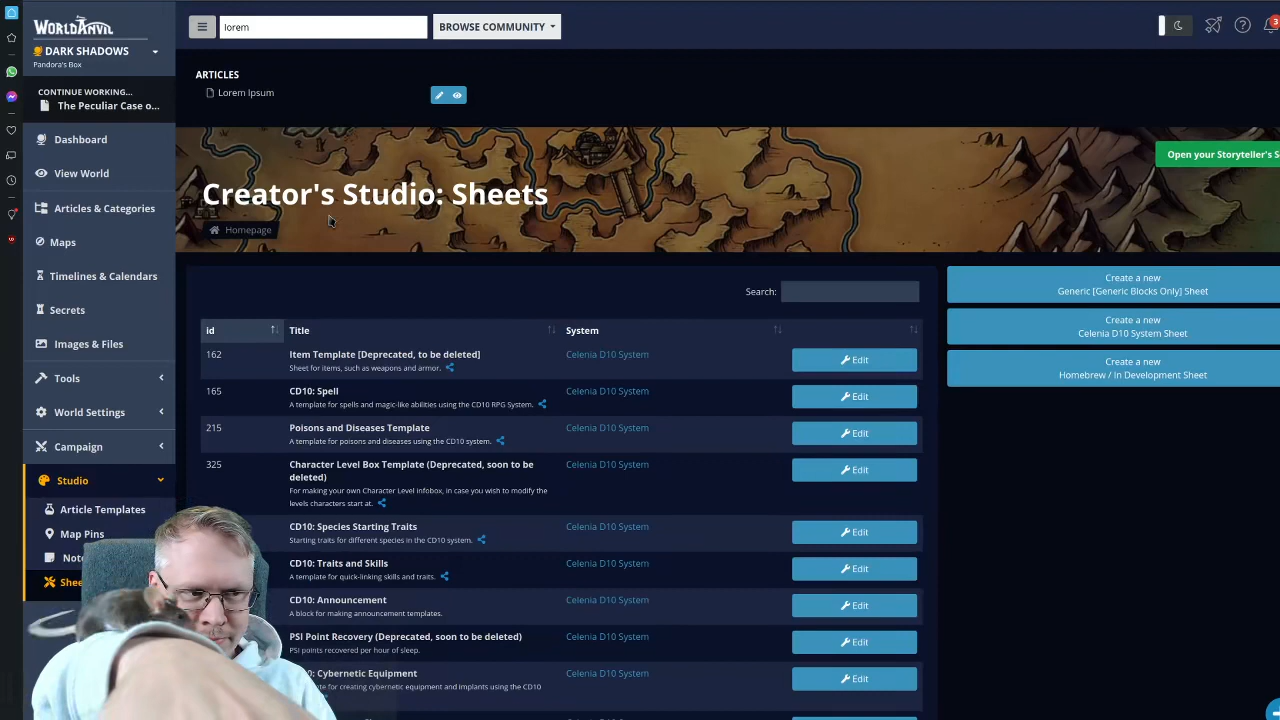 WORLDANVIL
lorem
BROWSE COMMUNITY
3
DARK SHADOWS
Pandora's Box
CONTINUE WORKING...
The Peculiar Case o...
Dashboard
View World
Articles & Categories
Maps
Timelines & Calendars
Secrets
Images & Files
Tools
World Settings
Campaign
Studio
Article Templates
Map Pins
ARTICLES
Lorem Ipsum
Open your Storyteller's S
Creator's Studio: Sheets
Homepage
Search:
id Title System
162 Item Template [Deprecated, to be deleted] Celenia D10 System Edit
Sheet for items, such as weapons and armor.
165 CD10: Spell Celenia D10 System Edit
A template for spells and magic-like abilities using the CD10 RPG System.
215 Poisons and Diseases Template Celenia D10 System Edit
A template for poisons and diseases using the CD10 system.
325 Character Level Box Template (Deprecated, soon to be Celenia D10 System Edit
deleted)
For making your own Character Level infobox, in case you wish to modify the
levels characters start at.
CD10: Species Starting Traits Celenia D10 System Edit
Starting traits for different species in the CD10 system.
CD10: Traits and Skills Celenia D10 System Edit
A template for quick-linking skills and traits.
CD10: Announcement Celenia D10 System Edit
A block for making announcement templates.
PSI Point Recovery (Deprecated, soon to be deleted) Celenia D10 System Edit
PSI points recovered per hour of sleep.
Cybernetic Equipment Celenia D10 System Edit
for creating cybernetic equipment and implants using the CD10
Create a new
Generic [Generic Blocks Only] Sheet
Create a new
Celenia D10 System Sheet
Create a new
Homebrew / In Development Sheet